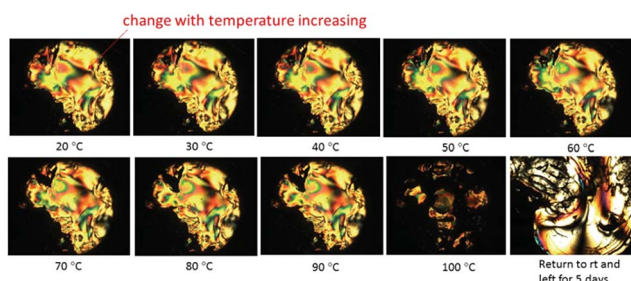 change with temperature increasing
20 °C
30 °C
40 °C
50 °C
60 °C
70 °C
80 °C
90 °C
100 °C
Return to rt and
left for 5 days